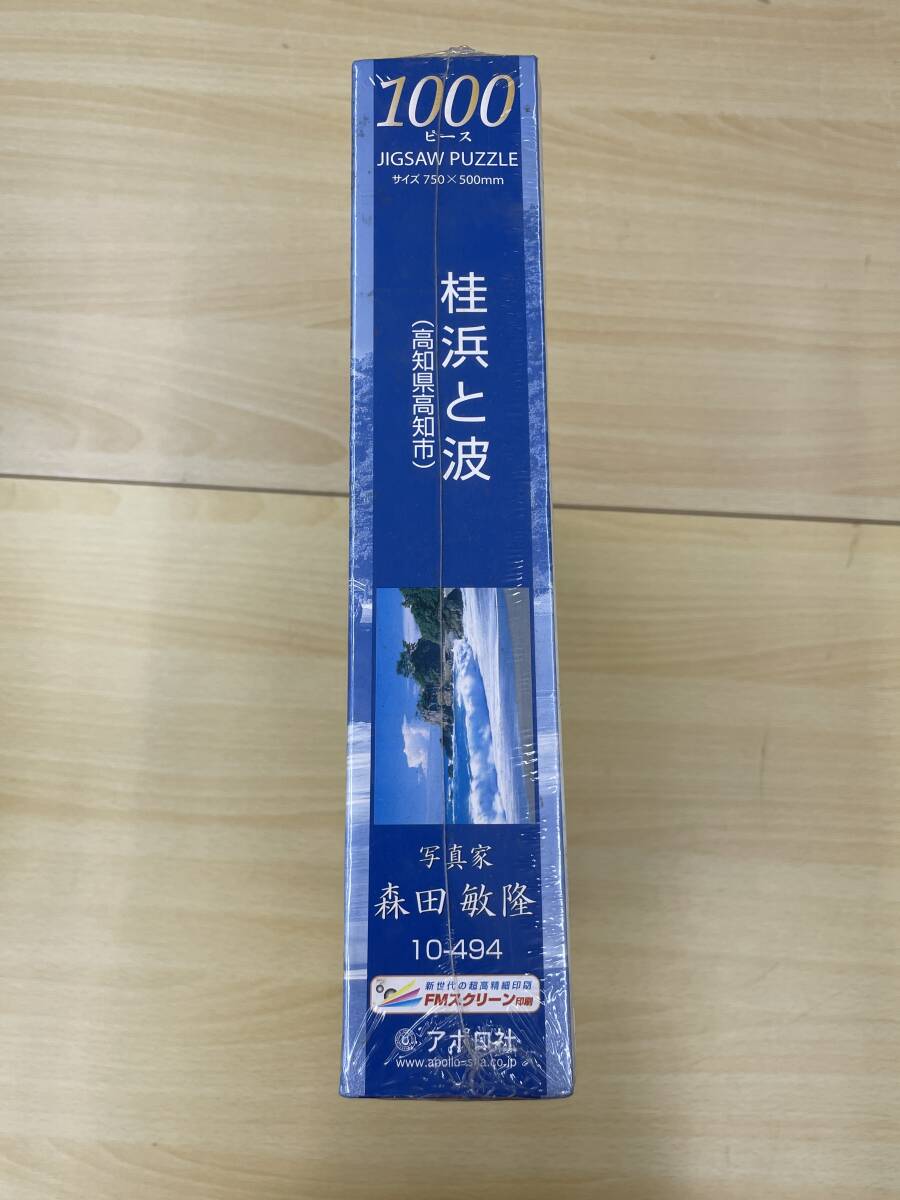 1000
ピース
JIGSAW PUZZLE
サイズ 750×500mm
桂浜と波
(高知県高知市)
写真家
森田 敏隆
10-494
新世代の超高精細印刷
FMスクリーン印刷
アポロ社
www.apollo-sha.co.jp